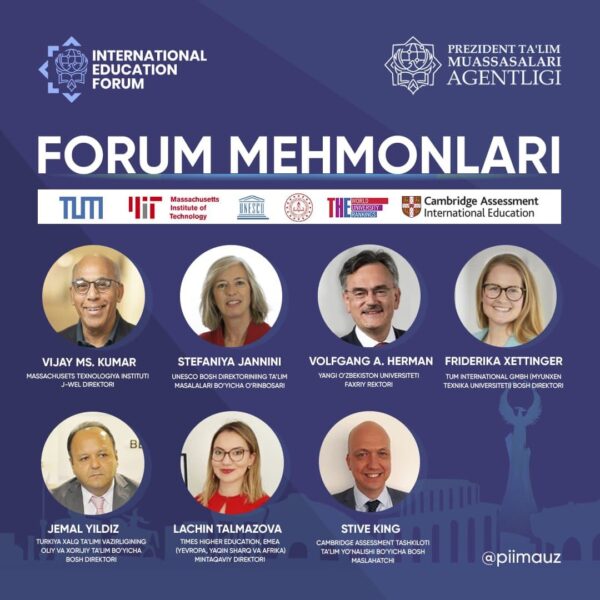 INTERNATIONAL
EDUCATION
FORUM
PREZIDENT TA'LIM
MUASSASALARI
AGENTLIGI
FORUM MEHMONLARI
TUM
MIT
Massachusetts
Institute of
Technology
UNESCO
THE
WORLD
UNIVERSITY
RANKINGS
Cambridge Assessment
International Education
VIJAY MS. KUMAR
MASSACHUSETS TEXNOLOGIYA INSTITUTI
J-WEL DIREKTORI
STEFANIYA JANNINI
UNESCO BOSH DIREKTORINIING TA'LIM
MASALALARI BO'YICHA O'RINBOSARI
VOLFGANG A. HERMAN
YANGI O'ZBEKISTON UNIVERSITETI
FAXRIY REKTORI
FRIDERIKA XETTINGER
TUM INTERNATIONAL GMBH (MYUNXEN
TEXNIKA UNIVERSITETI) BOSH DIREKTORI
JEMAL YILDIZ
TURKIYA XALQ TA'LIMI VAZIRLIGINING
OLIY VA XORIJIY TA'LIM BO'YICHA
BOSH DIREKTORI
LACHIN TALMAZOVA
TIMES HIGHER EDUCATION, EMEA
(YEVROPA, YAQIN SHARQ VA AFRIKA)
MINTAQAVIY DIREKTORI
STIVE KING
CAMBRIDGE ASSESSMENT TASHKILOTI
TA'LIM YO'NALISHI BO'YICHA BOSH
MASLAHATCHI
@piimauz